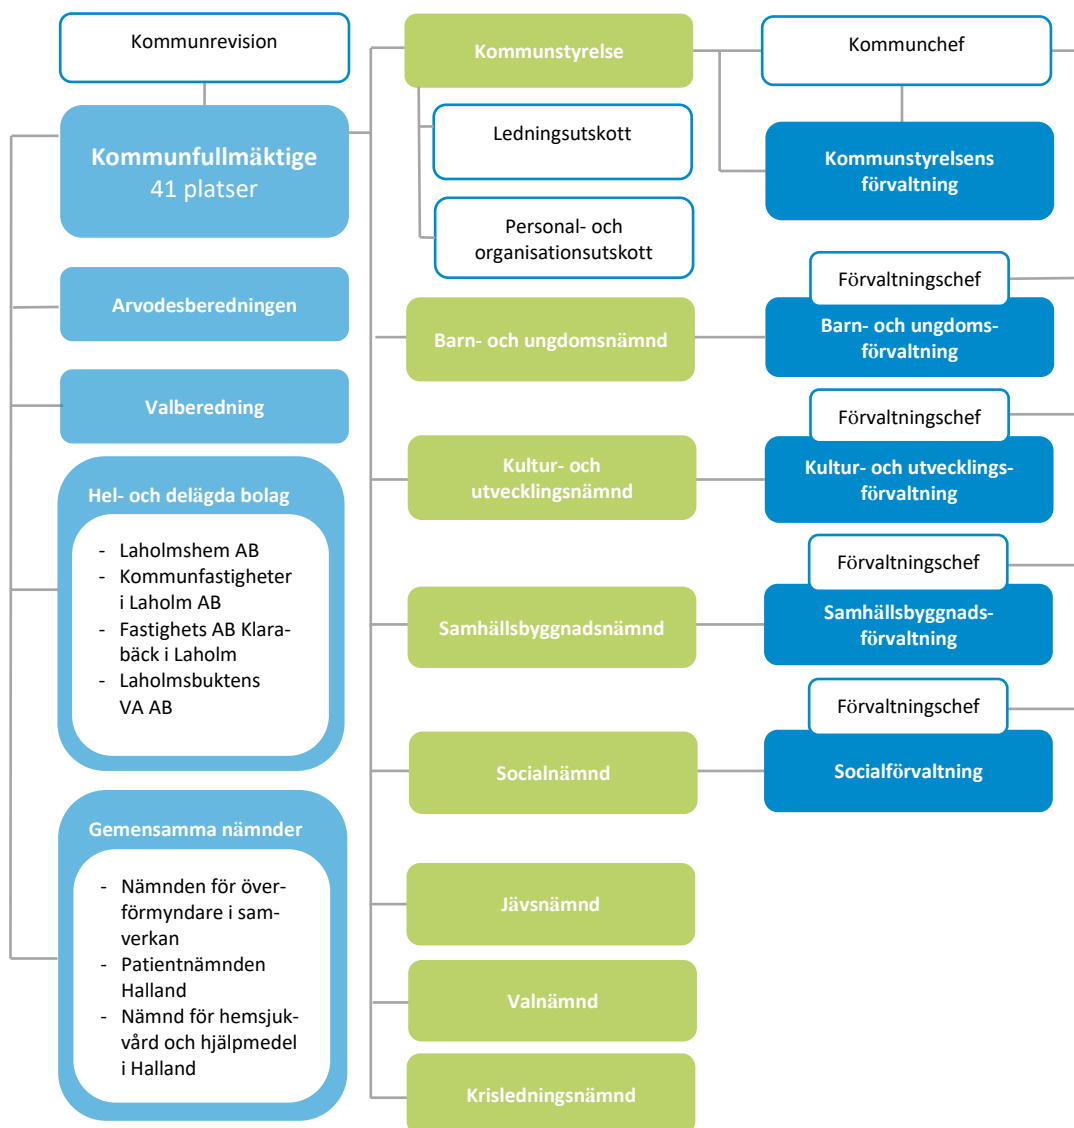 Kommunrevision
Kommunfullmäktige
41 platser
Arvodesberedningen
Valberedning
Hel- och delägda bolag
- Laholmshem AB
- Kommunfastigheter
i Laholm AB
- Fastighets AB Klara-
bäck i Laholm
- Laholmsbuktens
VA AB
Gemensamma nämnder
- Nämnden för över-
förmyndare i sam-
verkan
- Patientnämnden
Halland
- Nämnd för hemsjuk-
vård och hjälpmedel
i Halland
Kommunstyrelse
Ledningsutskott
Personal- och
organisationsutskott
Barn- och ungdomsnämnd
Kultur- och
utvecklingsnämnd
Samhällsbyggnadsnämnd
Socialnämnd
Jävsnämnd
Valnämnd
Krisledningsnämnd
Kommunchef
Kommunstyrelsens
förvaltning
Förvaltningschef
Barn- och ungdoms-
förvaltning
Förvaltningschef
Kultur- och utvecklings-
förvaltning
Förvaltningschef
Samhällsbyggnads-
förvaltning
Förvaltningschef
Socialförvaltning